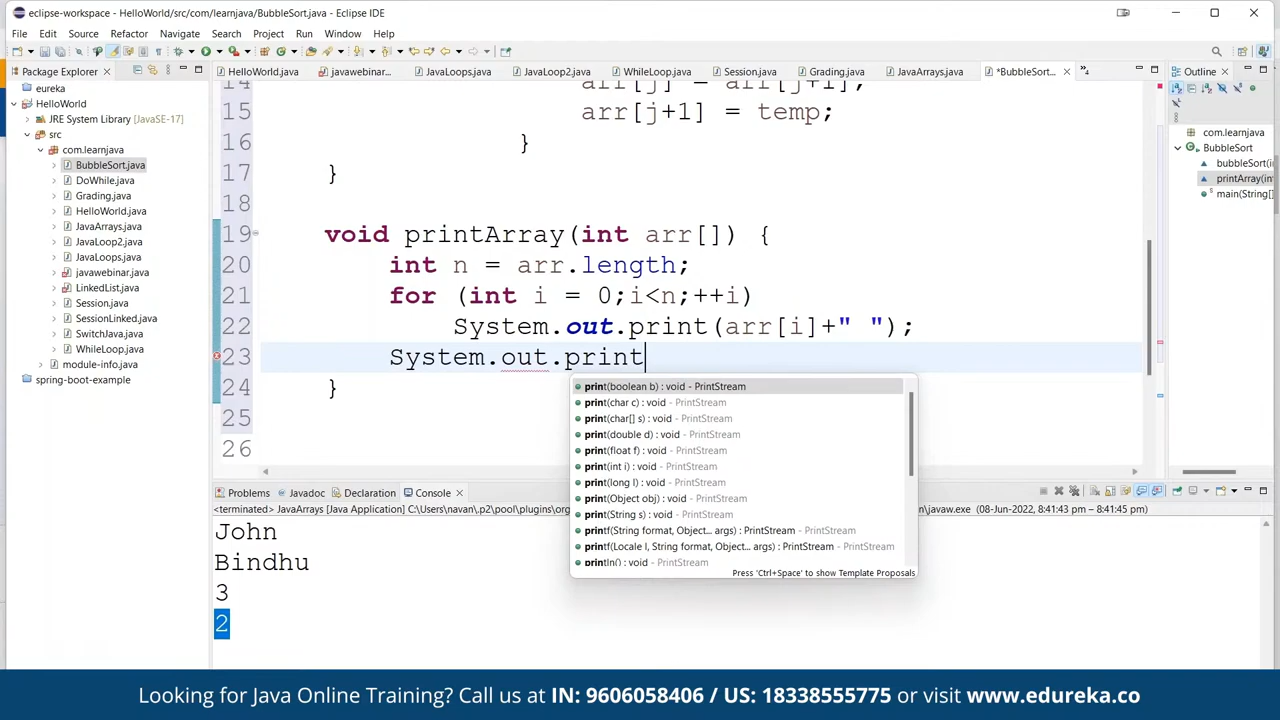 eclipse-workspace - HelloWorld/src/com/learnjava/BubbleSort.java - Eclipse IDE
File Edit Source Refactor Navigate Search Project Run Window Help
Package Explorer
HelloWorld.java javawebinar... JavaLoops.java JavaLoop2.java WhileLoop.java Session.java Grading.java JavaArrays.java *BubbleSort...
Outline
eureka
HelloWorld
JRE System Library [JavaSE-17]
src
com.learnjava
BubbleSort.java
DoWhile.java
Grading.java
HelloWorld.java
JavaArrays.java
JavaLoop2.java
JavaLoops.java
javawebinar.java
LinkedList.java
Session.java
SessionLinked.java
SwitchJava.java
WhileLoop.java
module-info.java
spring-boot-example
14 arr[j] = arr[j+1];
15 arr[j+1] = temp;
16 }
17 }
18
19 void printArray(int arr[]) {
20 int n = arr.length;
21 for (int i = 0;i<n;++i)
22 System.out.print(arr[i]+" ");
23 System.out.print
24 }
25
26
print(boolean b) : void - PrintStream
print(char c) : void - PrintStream
print(char[] s) : void - PrintStream
print(double d) : void - PrintStream
print(float f) : void - PrintStream
print(int i) : void - PrintStream
print(long l) : void - PrintStream
print(Object obj) : void - PrintStream
print(String s) : void - PrintStream
printf(String format, Object... args) : PrintStream - PrintStream
printf(Locale l, String format, Object... args) : PrintStream - PrintStream
println() : void - PrintStream
Press 'Ctrl+Space' to show Template Proposals
com.learnjava
BubbleSort
bubbleSort(i
printArray(in
main(String[]
Problems Javadoc Declaration Console
<terminated> JavaArrays [Java Application] C:\Users\navan\.p2\pool\plugins\org
n\javaw.exe (08-Jun-2022, 8:41:43 pm – 8:41:45 pm)
John
Bindhu
3
2
Looking for Java Online Training? Call us at IN: 9606058406 / US: 18338555775 or visit www.edureka.co